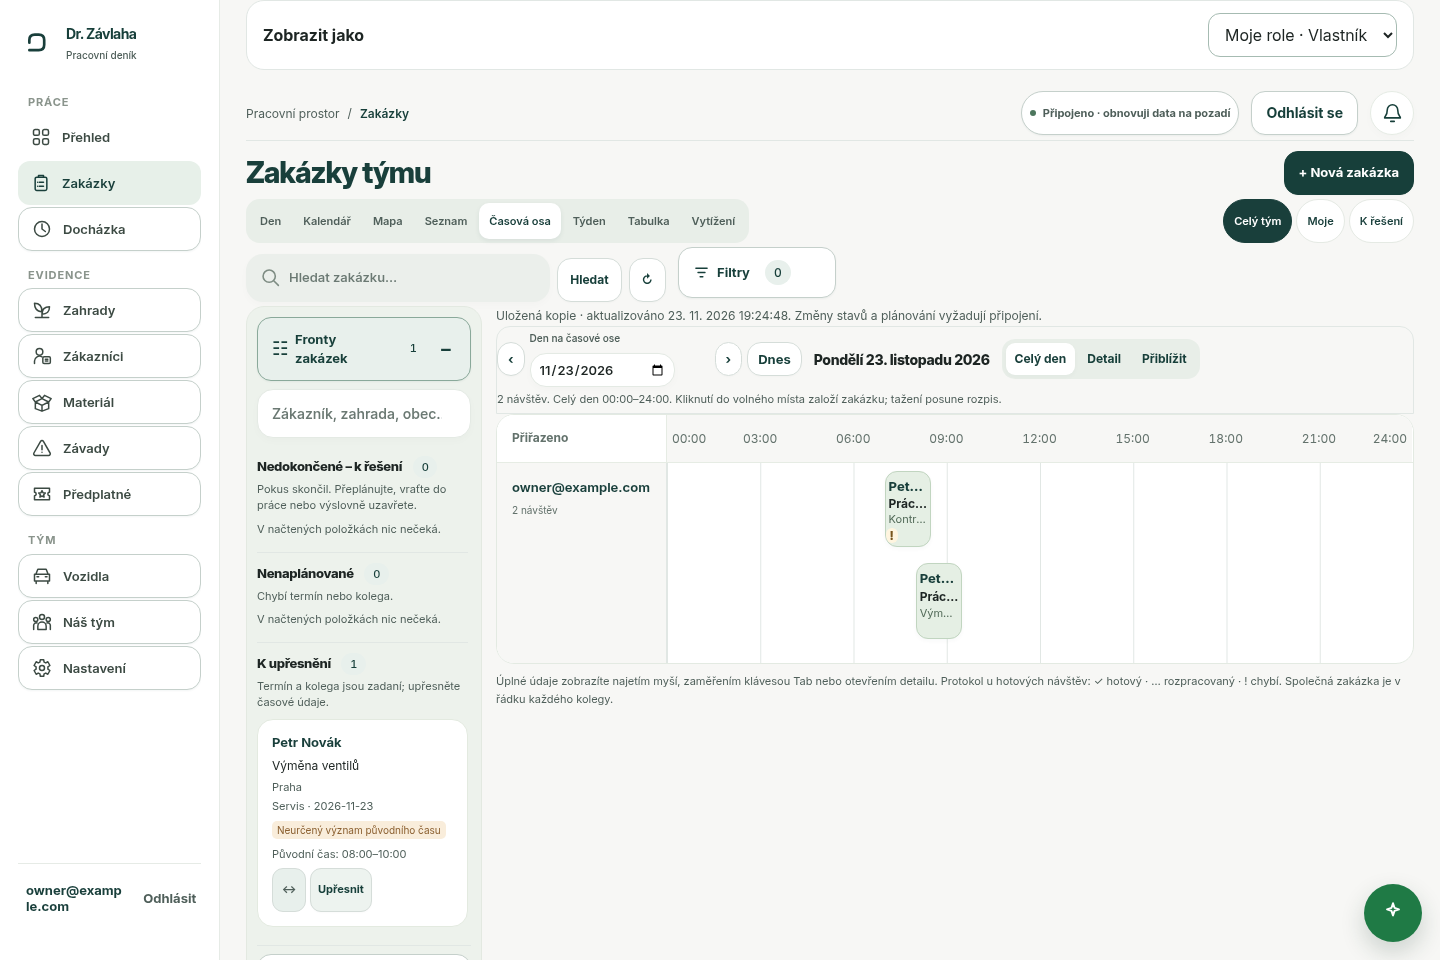 Dr. Závlaha
Pracovní deník
PRÁCE
Přehled
Zakázky
Docházka
EVIDENCE
Zahrady
Zákazníci
Materiál
Závady
Předplatné
TÝM
Vozidla
Náš tým
Nastavení
owner@examp
le.com
Odhlásit
Zobrazit jako
Moje role · Vlastník
Pracovní prostor / Zakázky
Připojeno · obnovuji data na pozadí
Odhlásit se
Zakázky týmu
+ Nová zakázka
Den Kalendář Mapa Seznam Časová osa Týden Tabulka Vytížení
Celý tým Moje K řešení
Hledat zakázku…
Hledat
↻
Filtry 0
Fronty
zakázek
1 –
Zákazník, zahrada, obec.
Nedokončené – k řešení 0
Pokus skončil. Přeplánujte, vraťte do
práce nebo výslovně uzavřete.
V načtených položkách nic nečeká.
Nenaplánované 0
Chybí termín nebo kolega.
V načtených položkách nic nečeká.
K upřesnění 1
Termín a kolega jsou zadaní; upřesněte
časové údaje.
Petr Novák
Výměna ventilů
Praha
Servis · 2026-11-23
Neurčený význam původního času
Původní čas: 08:00–10:00
↔ Upřesnit
Uložená kopie · aktualizováno 23. 11. 2026 19:24:48. Změny stavů a plánování vyžadují připojení.
Den na časové ose
‹ 11/23/2026 › Dnes Pondělí 23. listopadu 2026 Celý den Detail Přiblížit
2 návštěv. Celý den 00:00–24:00. Kliknutí do volného místa založí zakázku; tažení posune rozpis.
Přiřazeno 00:00 03:00 06:00 09:00 12:00 15:00 18:00 21:00 24:00
owner@example.com
2 návštěv
Pet…
Prác…
Kontr…
!
Pet…
Prác…
Vým…
Úplné údaje zobrazíte najetím myší, zaměřením klávesou Tab nebo otevřením detailu. Protokol u hotových návštěv: ✓ hotový · … rozpracovaný · ! chybí. Společná zakázka je v
řádku každého kolegy.